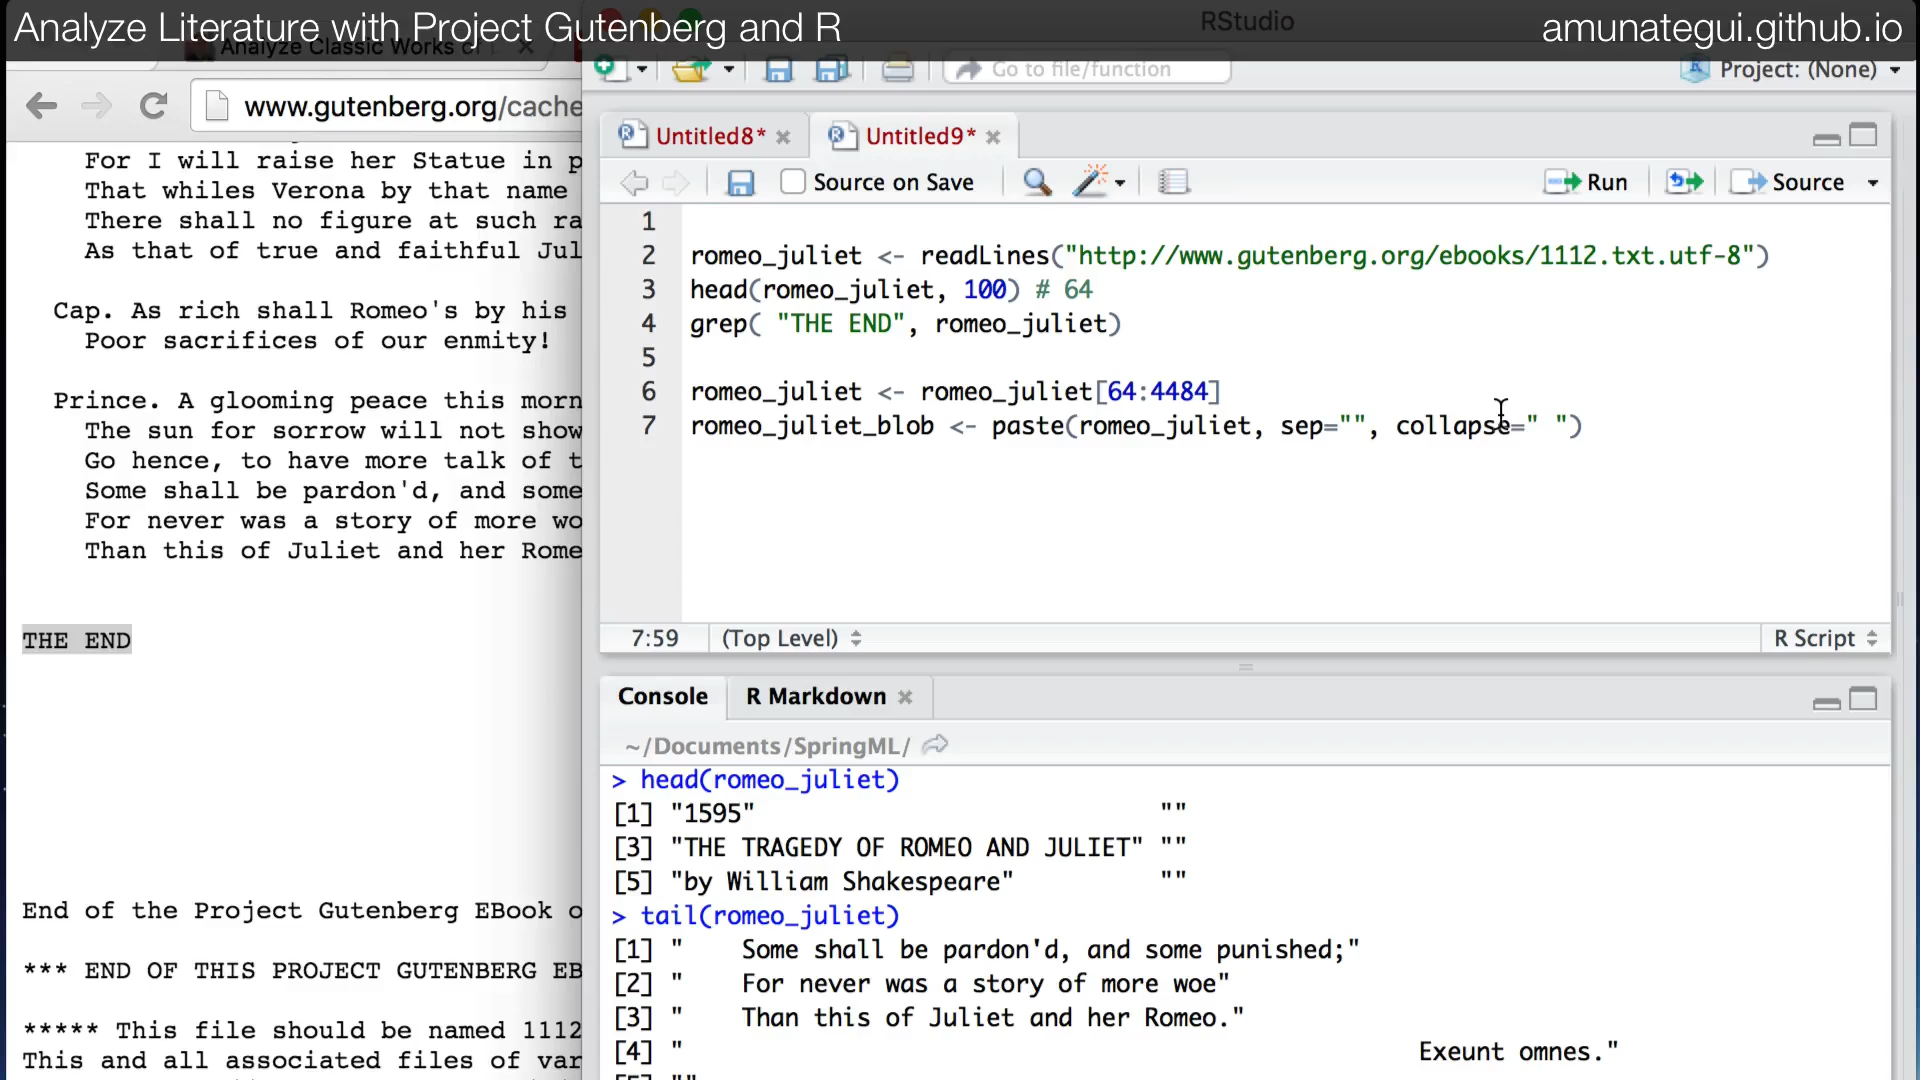 Analyze Literature with Project Gutenberg and R
RStudio
amunategui.github.io
Analyze Classic Works of
Go to file/function
Project: (None)
www.gutenberg.org/cache
Untitled8*
Untitled9*
Source on Save
Run
Source
For I will raise her Statue in p
That whiles Verona by that name
There shall no figure at such ra
As that of true and faithful Jul
Cap. As rich shall Romeo's by his
Poor sacrifices of our enmity!
Prince. A glooming peace this morn
The sun for sorrow will not show
Go hence, to have more talk of t
Some shall be pardon'd, and some
For never was a story of more wo
Than this of Juliet and her Rome
THE END
End of the Project Gutenberg EBook o
*** END OF THIS PROJECT GUTENBERG EB
***** This file should be named 1112
This and all associated files of var
1
2 romeo_juliet <- readLines("http://www.gutenberg.org/ebooks/1112.txt.utf-8")
3 head(romeo_juliet, 100) # 64
4 grep( "THE END", romeo_juliet)
5
6 romeo_juliet <- romeo_juliet[64:4484]
7 romeo_juliet_blob <- paste(romeo_juliet, sep="", collapse=" ")
7:59
(Top Level)
R Script
Console
R Markdown
~/Documents/SpringML/
> head(romeo_juliet)
[1] "1595" ""
[3] "THE TRAGEDY OF ROMEO AND JULIET" ""
[5] "by William Shakespeare" ""
> tail(romeo_juliet)
[1] "    Some shall be pardon'd, and some punished;"
[2] "    For never was a story of more woe"
[3] "    Than this of Juliet and her Romeo."
[4] "                                                   Exeunt omnes."
[5] ""